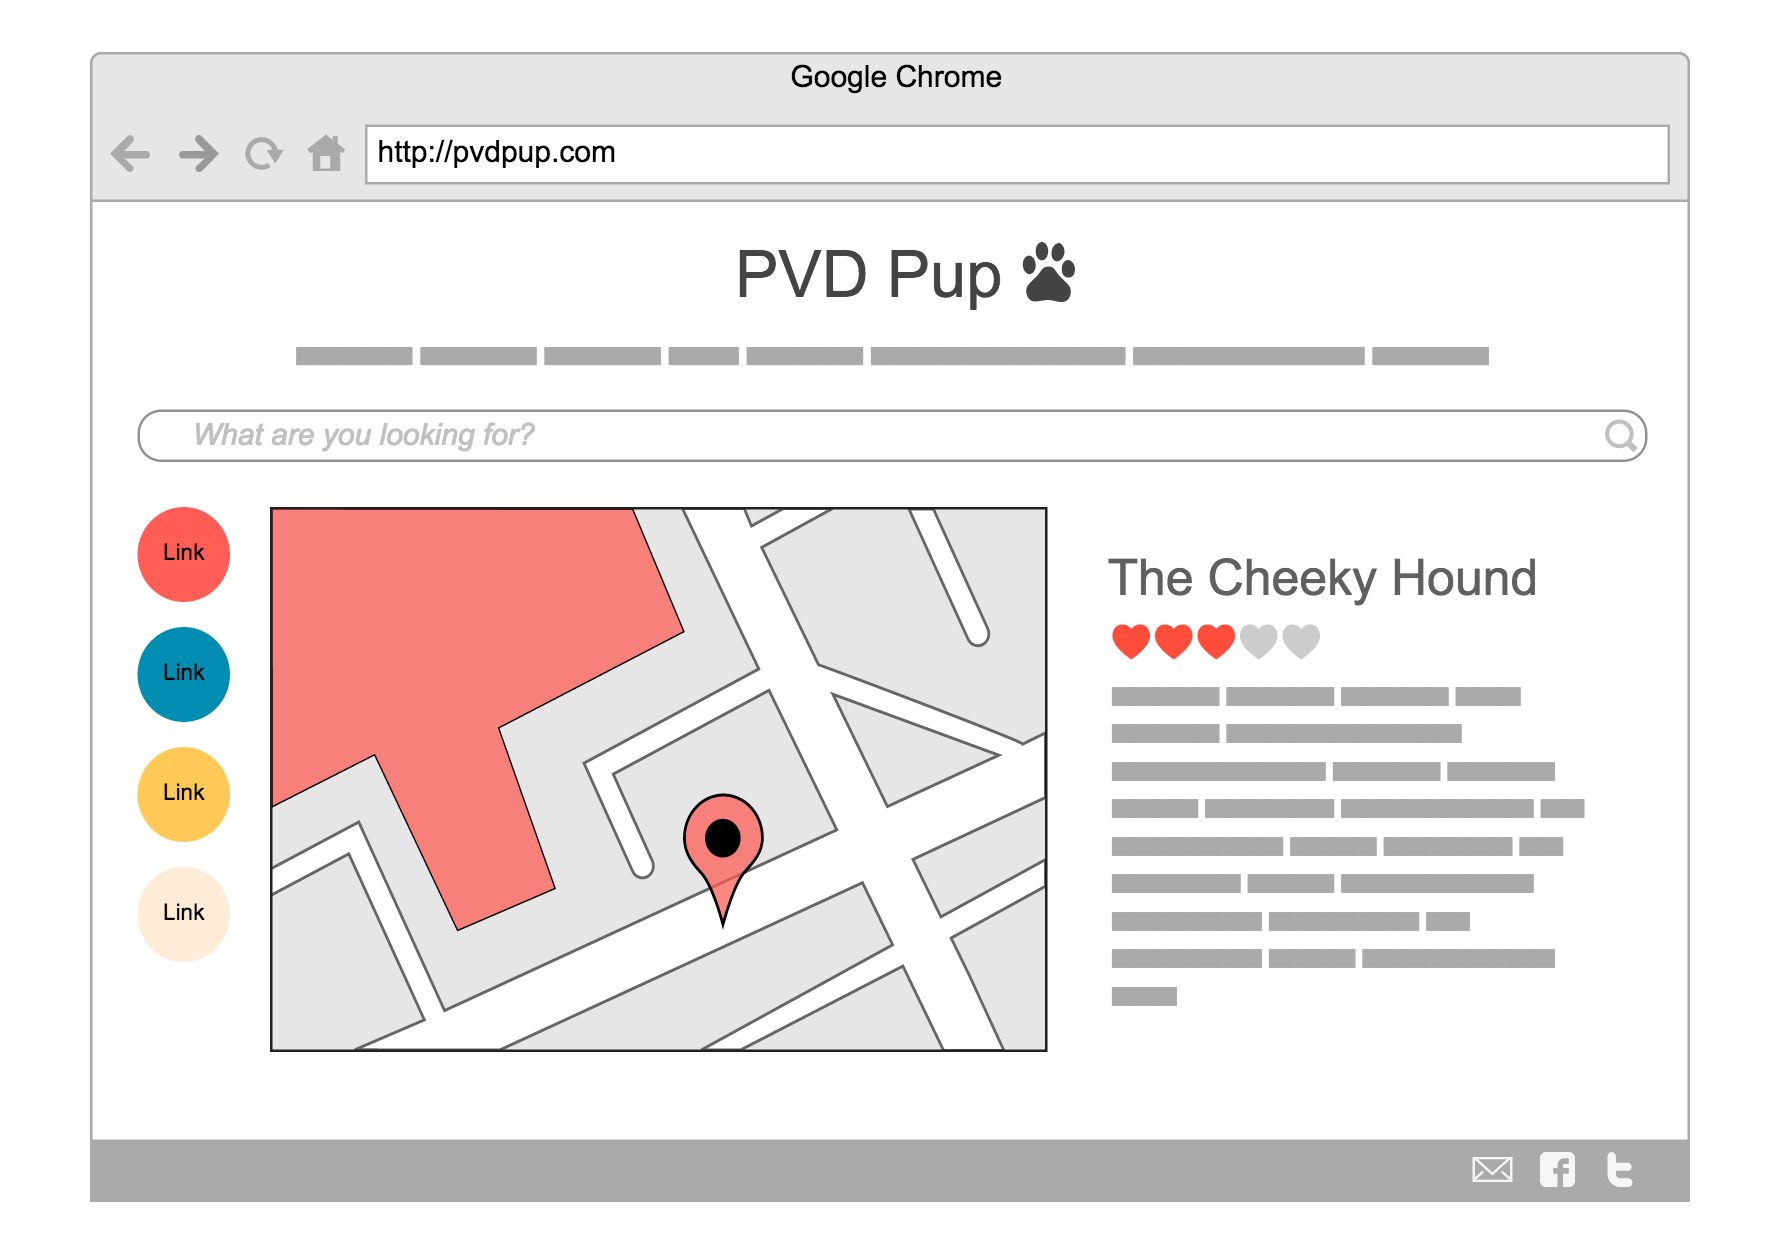 Google Chrome
http://pvdpup.com
PVD Pup
What are you looking for?
Link
Link
Link
Link
The Cheeky Hound